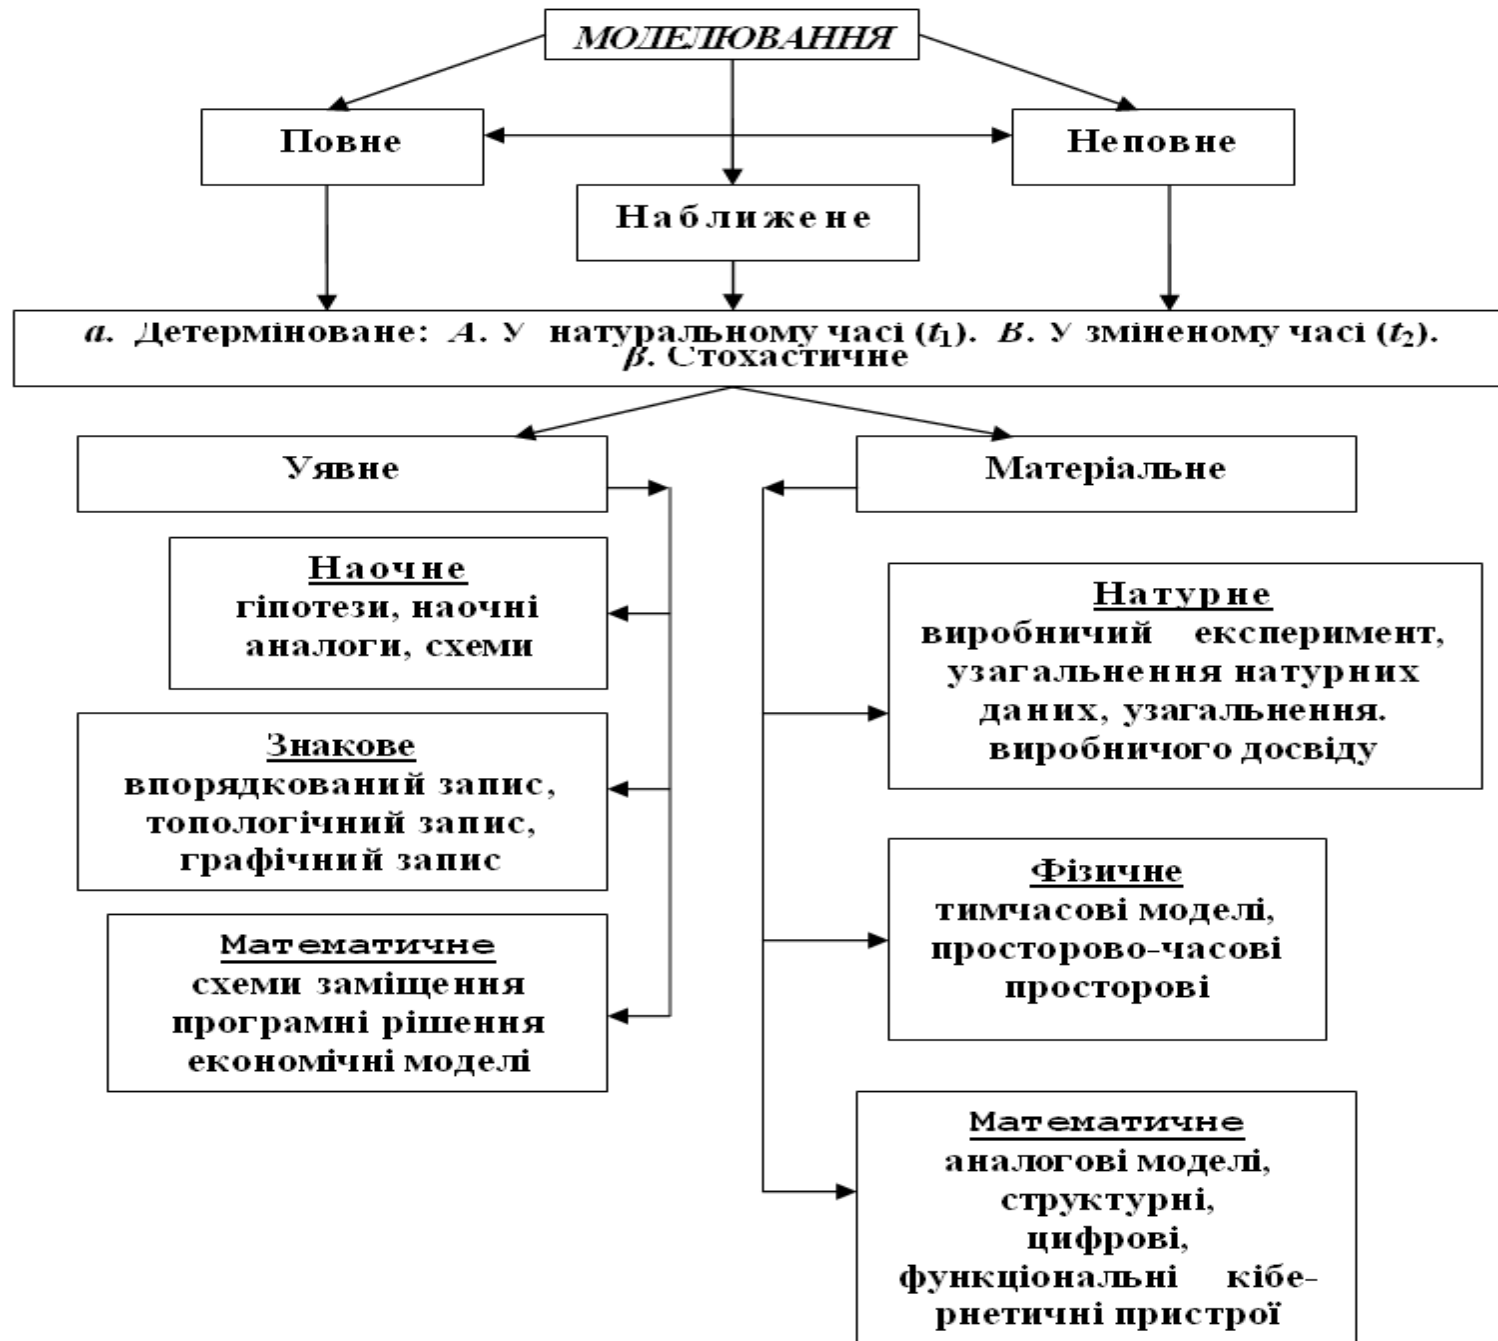 МОДЕЛЮВАННЯ
Повне
Неповне
Наближене
α. Детерміноване: А. У натуральному часі (t₁). В. У зміненому часі (t₂).
β. Стохастичне
Уявне
Матеріальне
Наочне
гіпотези, наочні
аналоги, схеми
Знакове
впорядкований запис,
топологічний запис,
графічний запис
Математичне
схеми заміщення
програмні рішення
економічні моделі
Натурне
виробничий експеримент,
узагальнення натурних
даних, узагальнення.
виробничого досвіду
Фізичне
тимчасові моделі,
просторово-часові
просторові
Математичне
аналогові моделі,
структурні,
цифрові,
функціональні кібе-
рнетичні пристрої